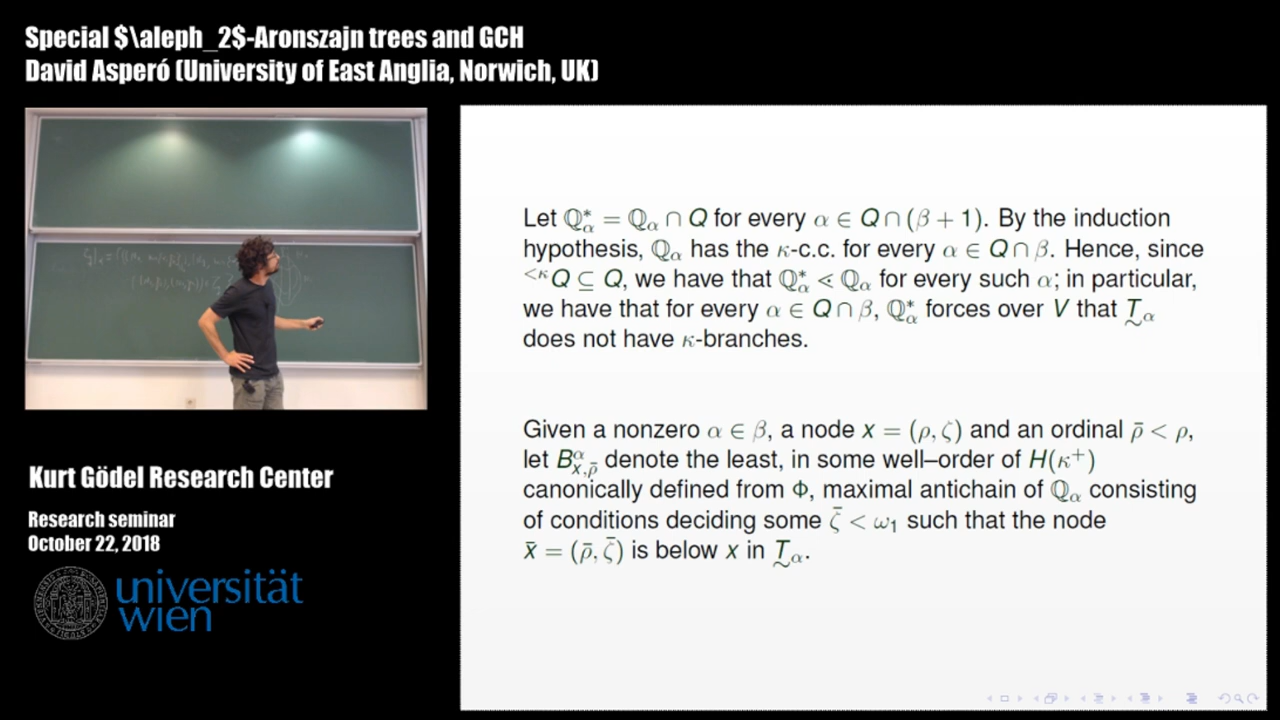 Special $\aleph_2$-Aronszajn trees and GCH
David Asperó (University of East Anglia, Norwich, UK)
Let ℚ*_α = ℚ_α ∩ Q for every α ∈ Q ∩ (β + 1). By the induction
hypothesis, ℚ_α has the κ-c.c. for every α ∈ Q ∩ β. Hence, since
^{<κ}Q ⊆ Q, we have that ℚ*_α ⋖ ℚ_α for every such α; in particular,
we have that for every α ∈ Q ∩ β, ℚ*_α forces over V that T̰_α
does not have κ-branches.
Given a nonzero α ∈ β, a node x = (ρ, ζ) and an ordinal ρ̄ < ρ,
let B^α_{x,ρ̄} denote the least, in some well–order of H(κ⁺)
canonically defined from Φ, maximal antichain of ℚ_α consisting
of conditions deciding some ζ̄ < ω₁ such that the node
x̄ = (ρ̄, ζ̄) is below x in T̰_α.
Kurt Gödel Research Center
Research seminar
October 22, 2018
universität
wien